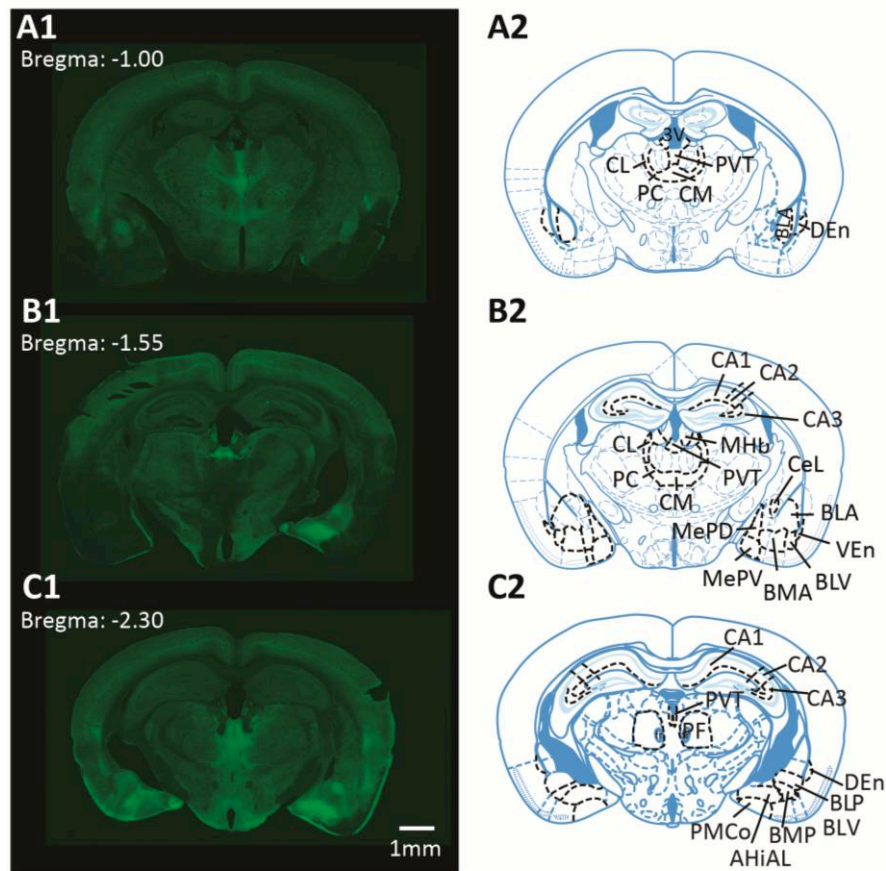 A1
Bregma: -1.00
A2
3V
CL
PVT
PC
CM
BLA
DEn
B1
Bregma: -1.55
B2
CA1
CA2
CA3
CL
MHb
PC
PVT
CM
CeL
MePD
BLA
VEn
MePV
BMA
BLV
C1
Bregma: -2.30
1mm
C2
CA1
CA2
CA3
PVT
PF
DEn
BLP
PMCo
BMP
BLV
AHiAL